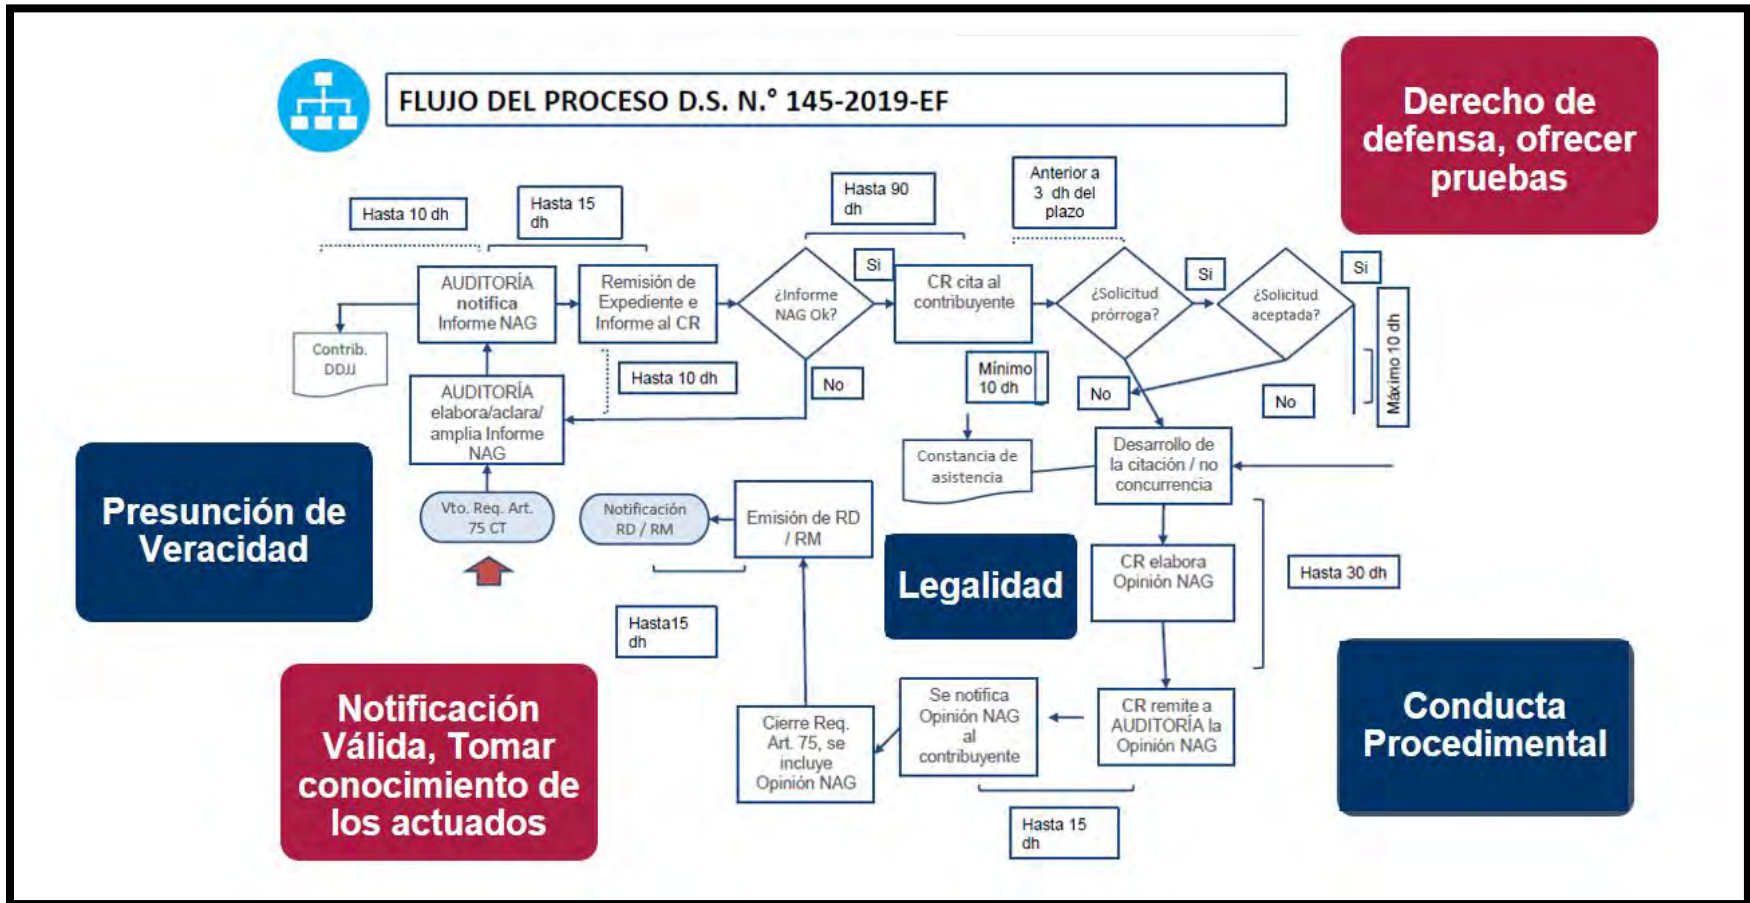 FLUJO DEL PROCESO D.S. N.° 145-2019-EF
Derecho de
defensa, ofrecer
pruebas
Hasta 10 dh
Hasta 15
dh
Hasta 90
dh
Anterior a
3 dh del
plazo
AUDITORÍA
notifica
Informe NAG
Remisión de
Expediente e
Informe al CR
¿Informe
NAG Ok?
Si
CR cita al
contribuyente
¿Solicitud
prórroga?
Si
¿Solicitud
aceptada?
Si
Máximo 10 dh
Contrib.
DDJJ
Hasta 10 dh
No
Mínimo
10 dh
No
No
AUDITORÍA
elabora/aclara/
amplia Informe
NAG
Constancia de
asistencia
Desarrollo de
la citación / no
concurrencia
Presunción de
Veracidad
Vto. Req. Art.
75 CT
Notificación
RD / RM
Emisión de RD
/ RM
Legalidad
CR elabora
Opinión NAG
Hasta 30 dh
Hasta15
dh
Notificación
Válida, Tomar
conocimiento de
los actuados
Cierre Req.
Art. 75, se
incluye
Opinión NAG
Se notifica
Opinión NAG
al
contribuyente
CR remite a
AUDITORÍA la
Opinión NAG
Conducta
Procedimental
Hasta 15
dh